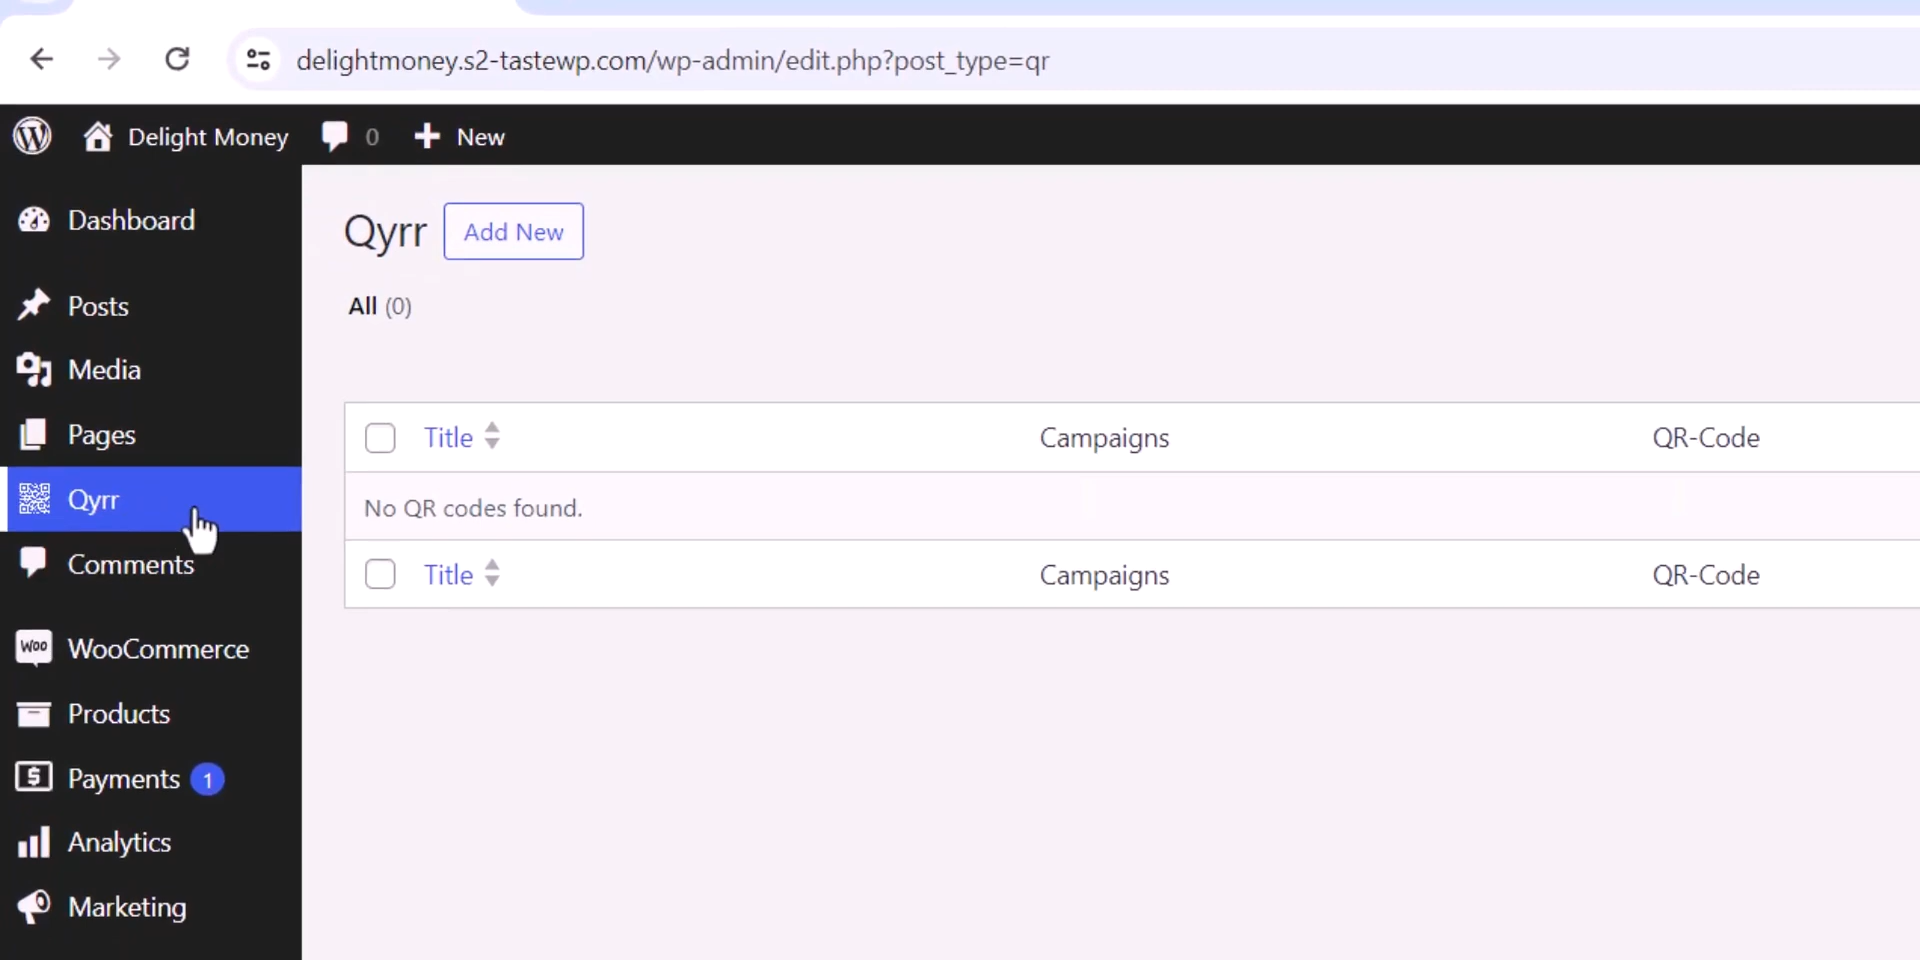 delightmoney.s2-tastewp.com/wp-admin/edit.php?post_type=qr
Delight Money 0 New
Dashboard
Posts
Media
Pages
Qyrr
Comments
Woo WooCommerce
Products
Payments 1
Analytics
Marketing
Qyrr Add New
All (0)
Title Campaigns QR-Code
No QR codes found.
Title Campaigns QR-Code